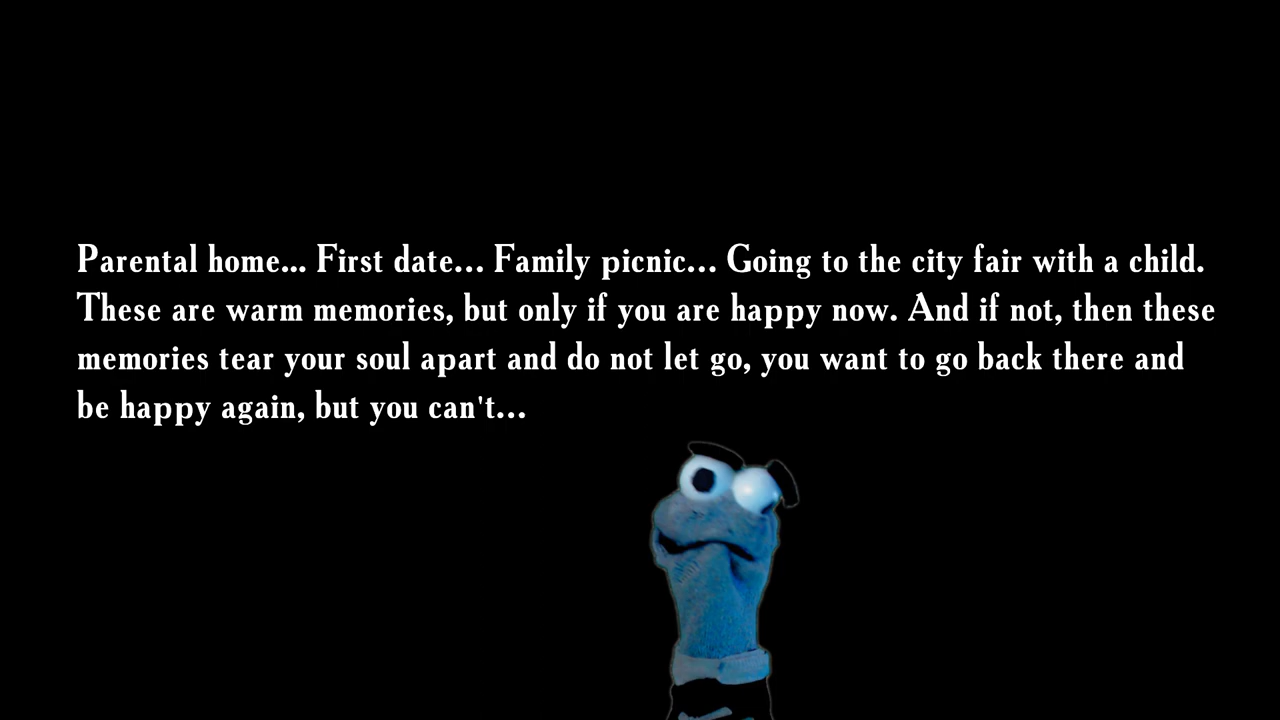 Parental home... First date... Family picnic... Going to the city fair with a child.
These are warm memories, but only if you are happy now. And if not, then these
memories tear your soul apart and do not let go, you want to go back there and
be happy again, but you can't...